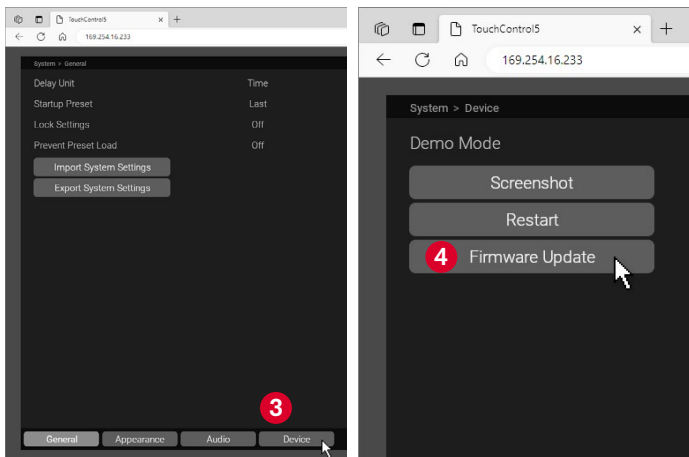 TouchControl5
169.254.16.233
System > General
Delay Unit Time
Startup Preset Last
Lock Settings Off
Prevent Preset Load Off
Import System Settings
Export System Settings
3
General Appearance Audio Device
TouchControl5
169.254.16.233
System > Device
Demo Mode
Screenshot
Restart
4 Firmware Update